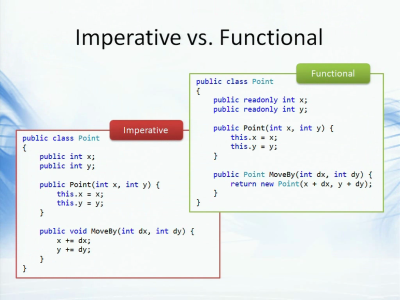 Imperative vs. Functional
Imperative
public class Point
{
    public int x;
    public int y;

    public Point(int x, int y) {
        this.x = x;
        this.y = y;
    }

    public void MoveBy(int dx, int dy) {
        x += dx;
        y += dy;
    }
}
Functional
public class Point
{
    public readonly int x;
    public readonly int y;

    public Point(int x, int y) {
        this.x = x;
        this.y = y;
    }

    public Point MoveBy(int dx, int dy) {
        return new Point(x + dx, y + dy);
    }
}